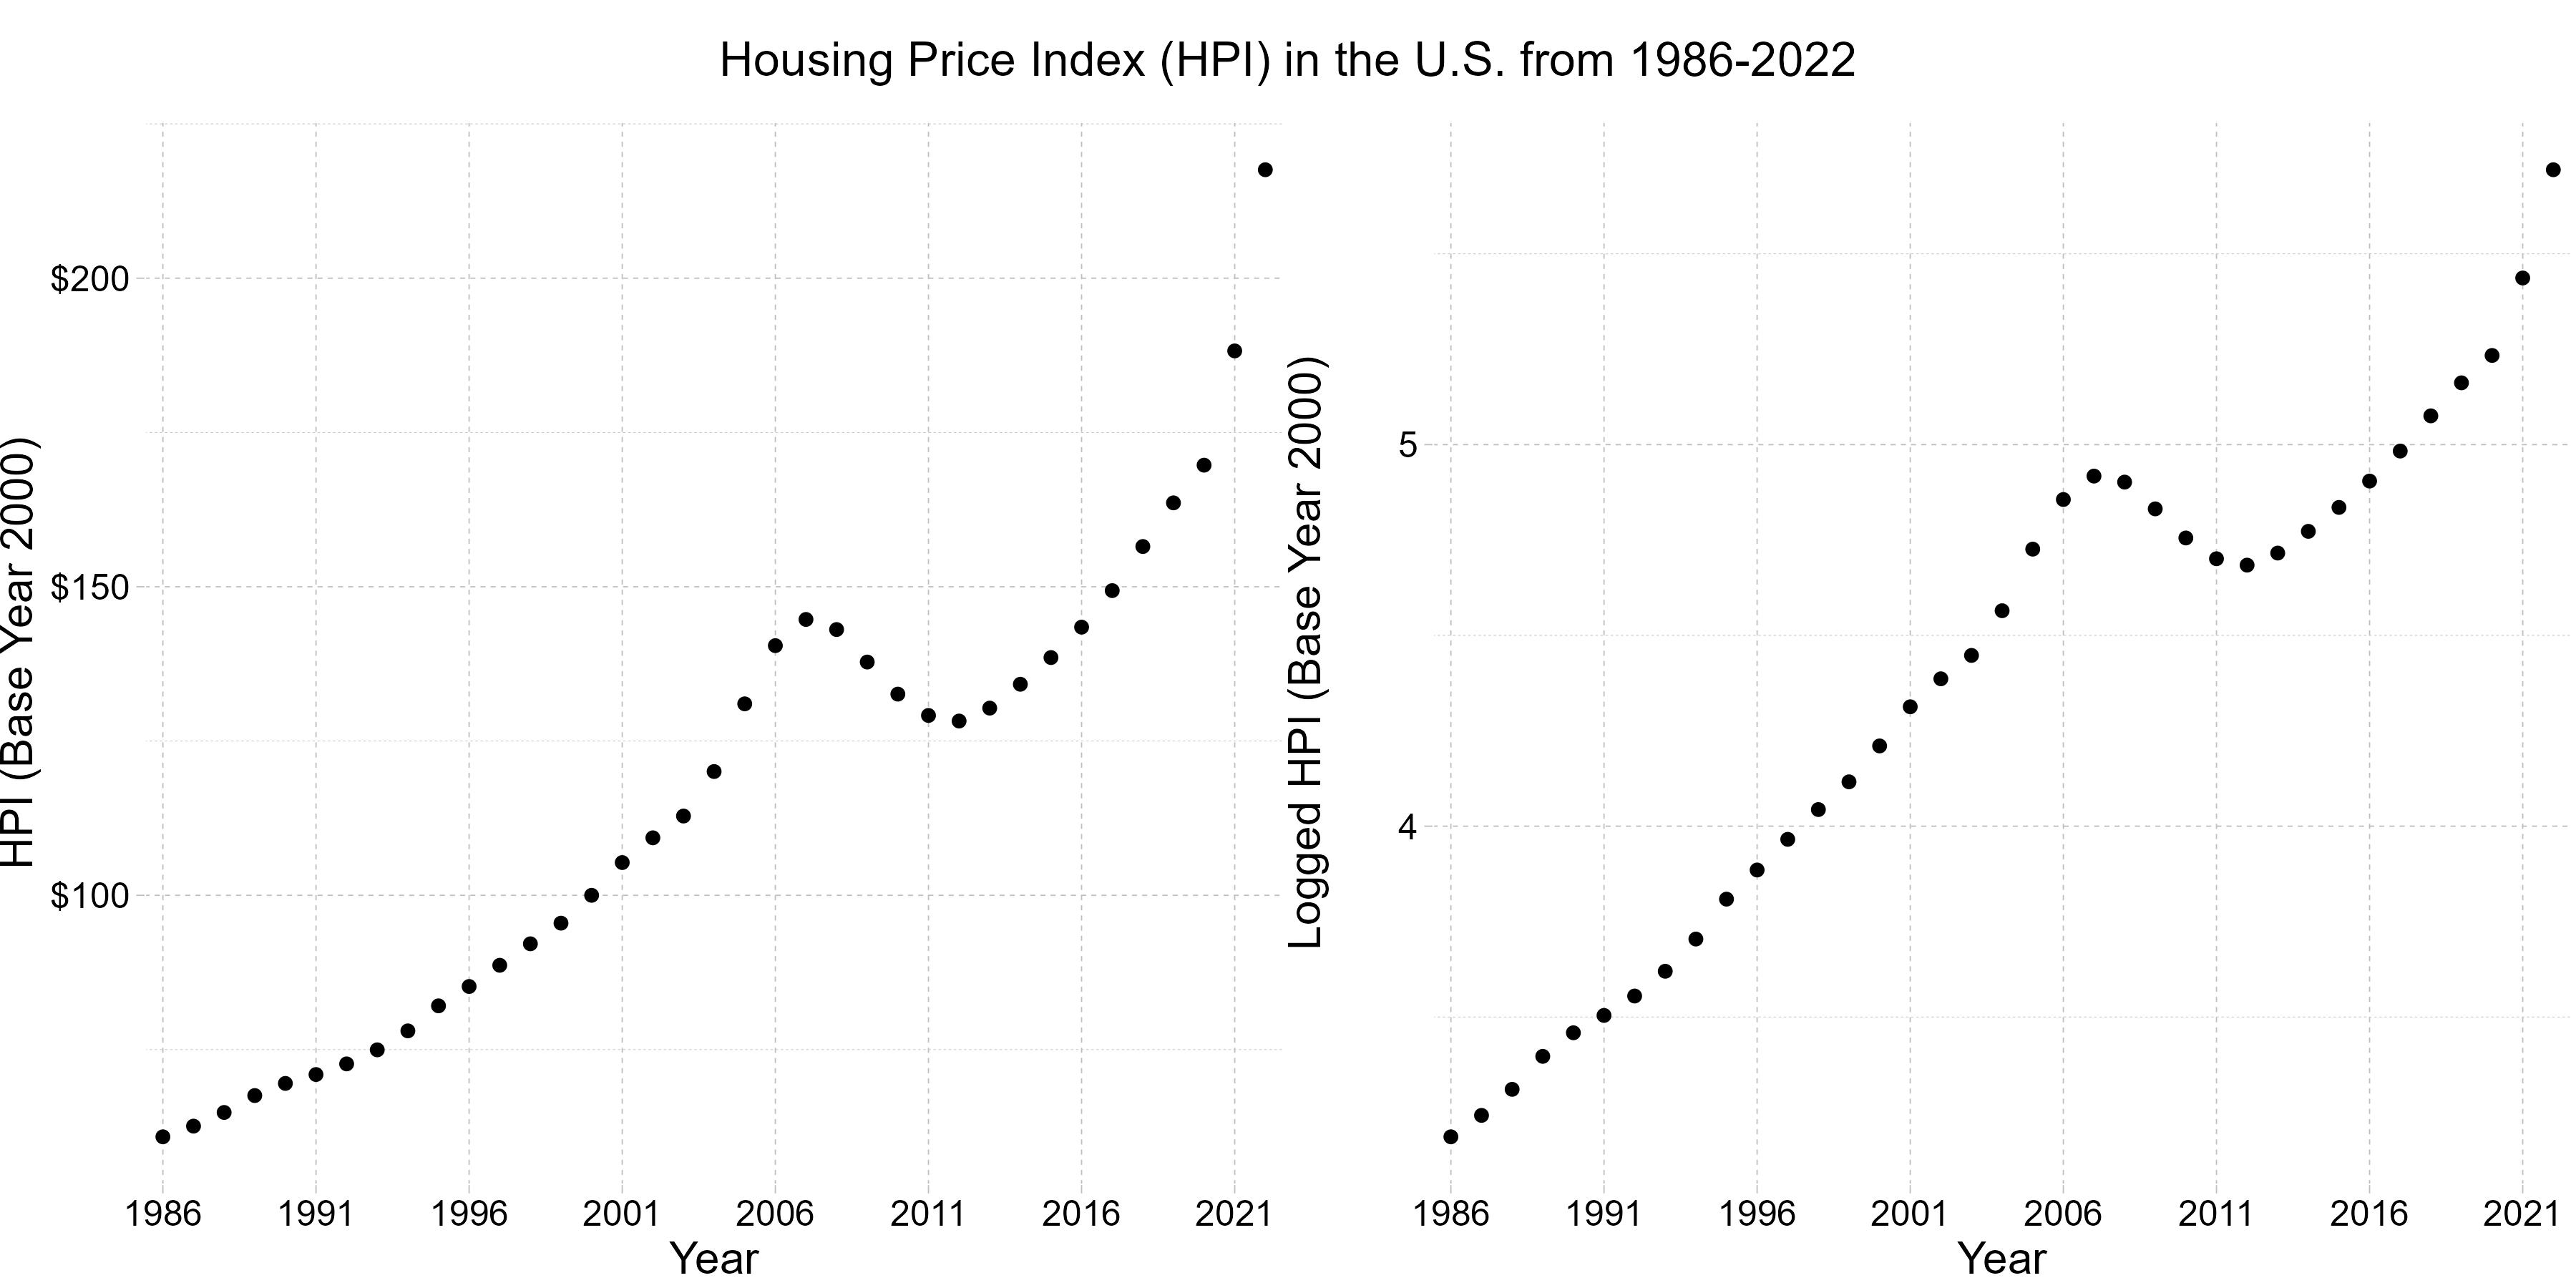 Housing Price Index (HPI) in the U.S. from 1986-2022
HPI (Base Year 2000)
$200
$150
$100
1986 1991 1996 2001 2006 2011 2016 2021
Year
Logged HPI (Base Year 2000)
5
4
1986 1991 1996 2001 2006 2011 2016 2021
Year